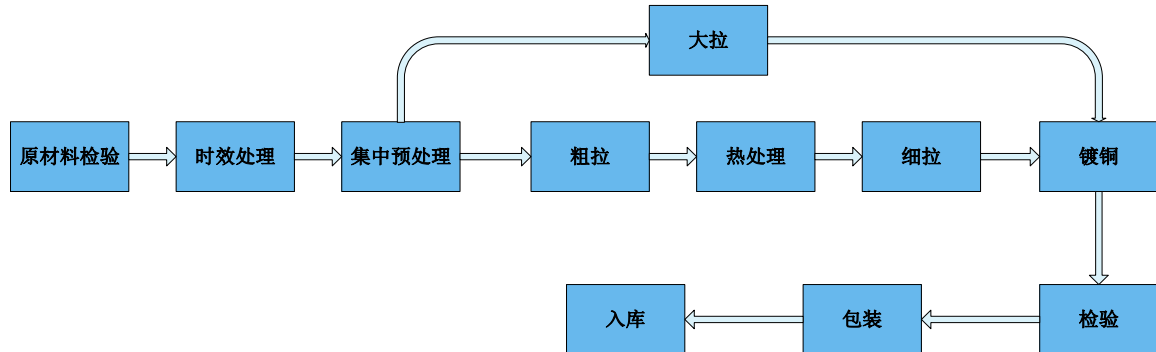 大拉
原材料检验
时效处理
集中预处理
粗拉
热处理
细拉
镀铜
入库
包装
检验